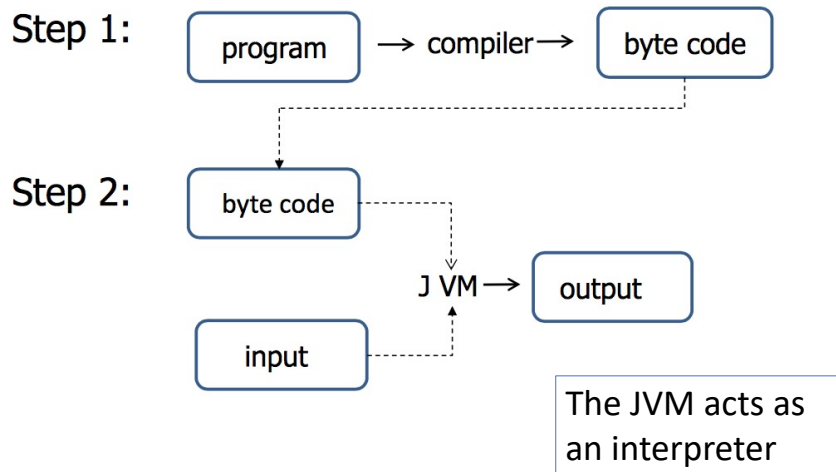 Step 1:
program
compiler
byte code
Step 2:
byte code
J VM
output
input
The JVM acts as
an interpreter